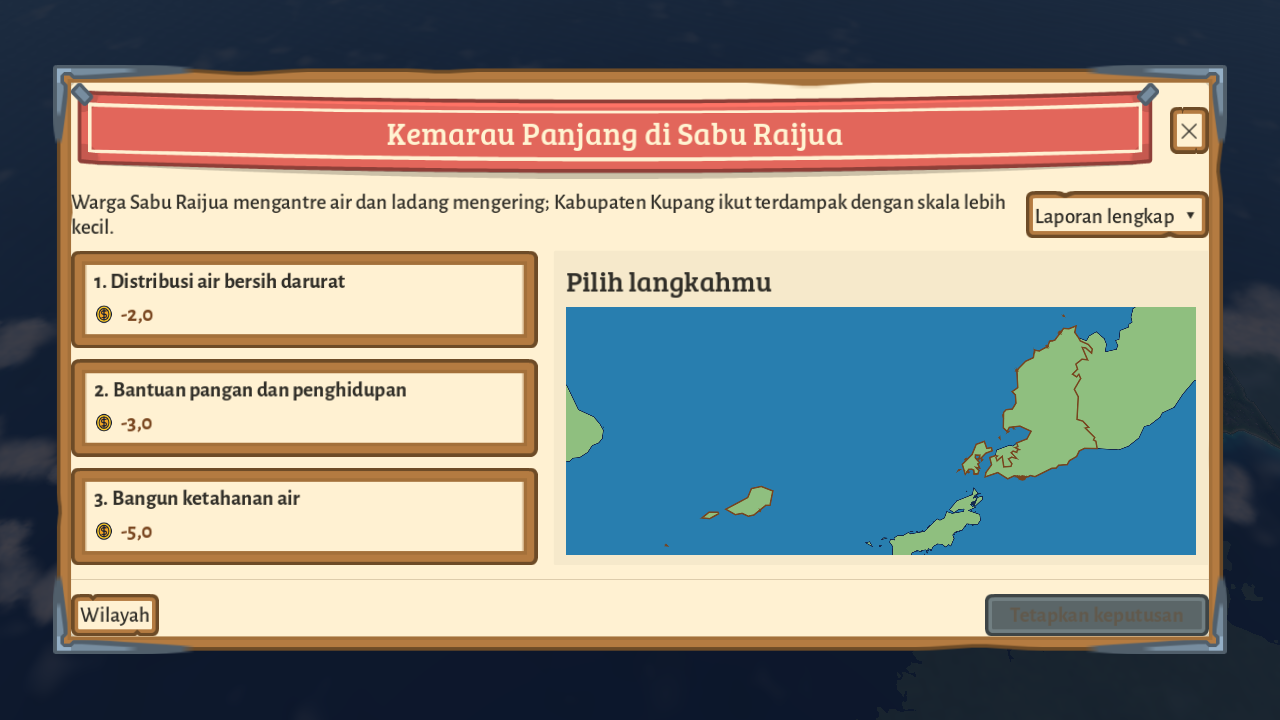 Kemarau Panjang di Sabu Raijua
Warga Sabu Raijua mengantre air dan ladang mengering; Kabupaten Kupang ikut terdampak dengan skala lebih
kecil.
Laporan lengkap
1. Distribusi air bersih darurat
-2,0
2. Bantuan pangan dan penghidupan
-3,0
3. Bangun ketahanan air
-5,0
Pilih langkahmu
Wilayah
Tetapkan keputusan